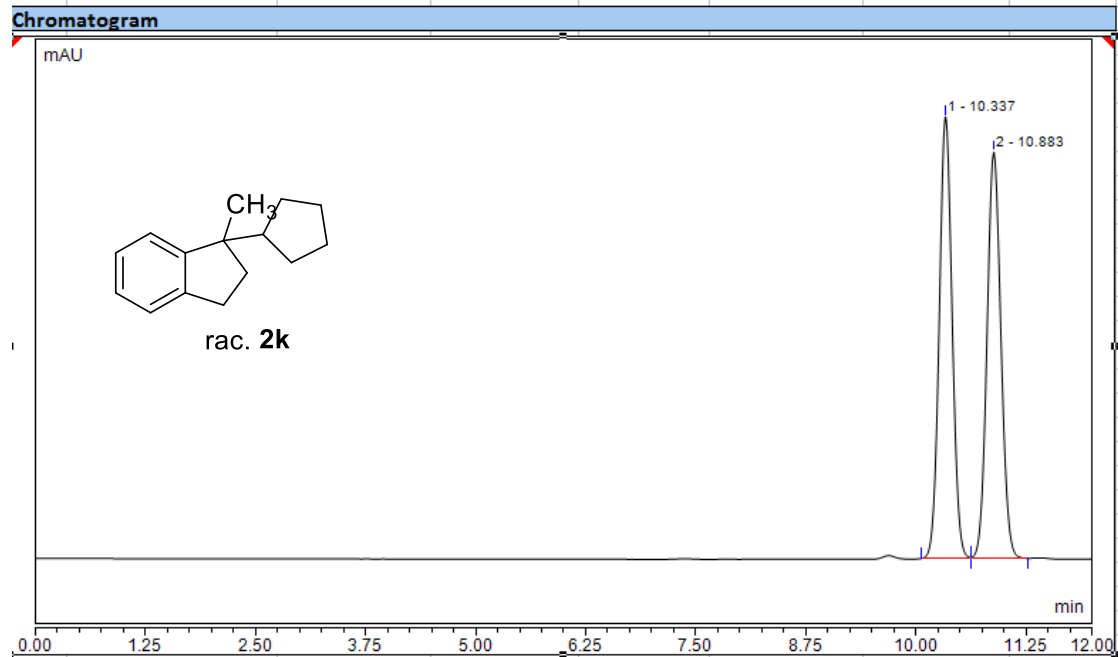 Chromatogram
mAU
1 - 10.337
2 - 10.883
CH3
rac. 2k
min
0.00 1.25 2.50 3.75 5.00 6.25 7.50 8.75 10.00 11.25 12.00